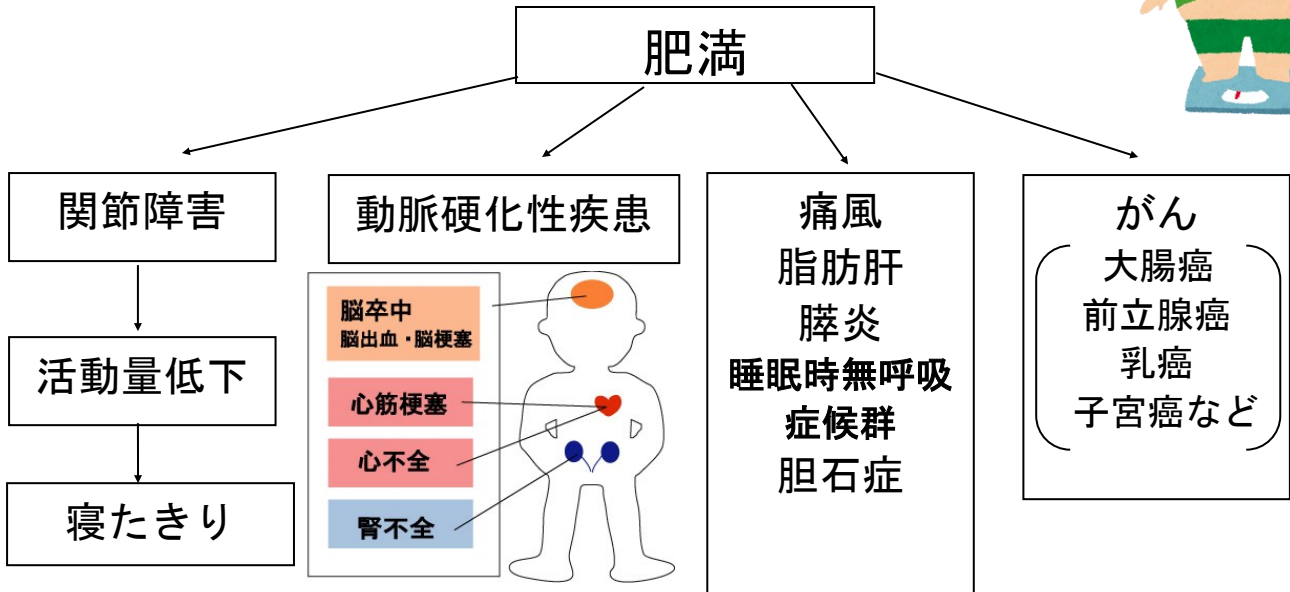 肥満
関節障害
活動量低下
寝たきり
動脈硬化性疾患
脳卒中
脳出血・脳梗塞
心筋梗塞
心不全
腎不全
痛風
脂肪肝
膵炎
睡眠時無呼吸
症候群
胆石症
がん
大腸癌
前立腺癌
乳癌
子宮癌など